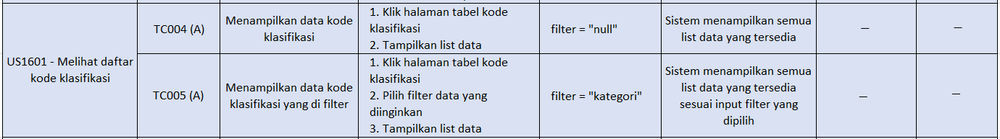 US1601 - Melihat daftar
kode klasifikasi
TC004 (A)
Menampilkan data kode
klasifikasi
1. Klik halaman tabel kode
klasifikasi
2. Tampilkan list data
filter = "null"
Sistem menampilkan semua
list data yang tersedia
—
—
TC005 (A)
Menampilkan data kode
klasifikasi yang di filter
1. Klik halaman tabel kode
klasifikasi
2. Pilih filter data yang
diinginkan
3. Tampilkan list data
filter = "kategori"
Sistem menampilkan semua
list data yang tersedia
sesuai input filter yang
dipilih
—
—